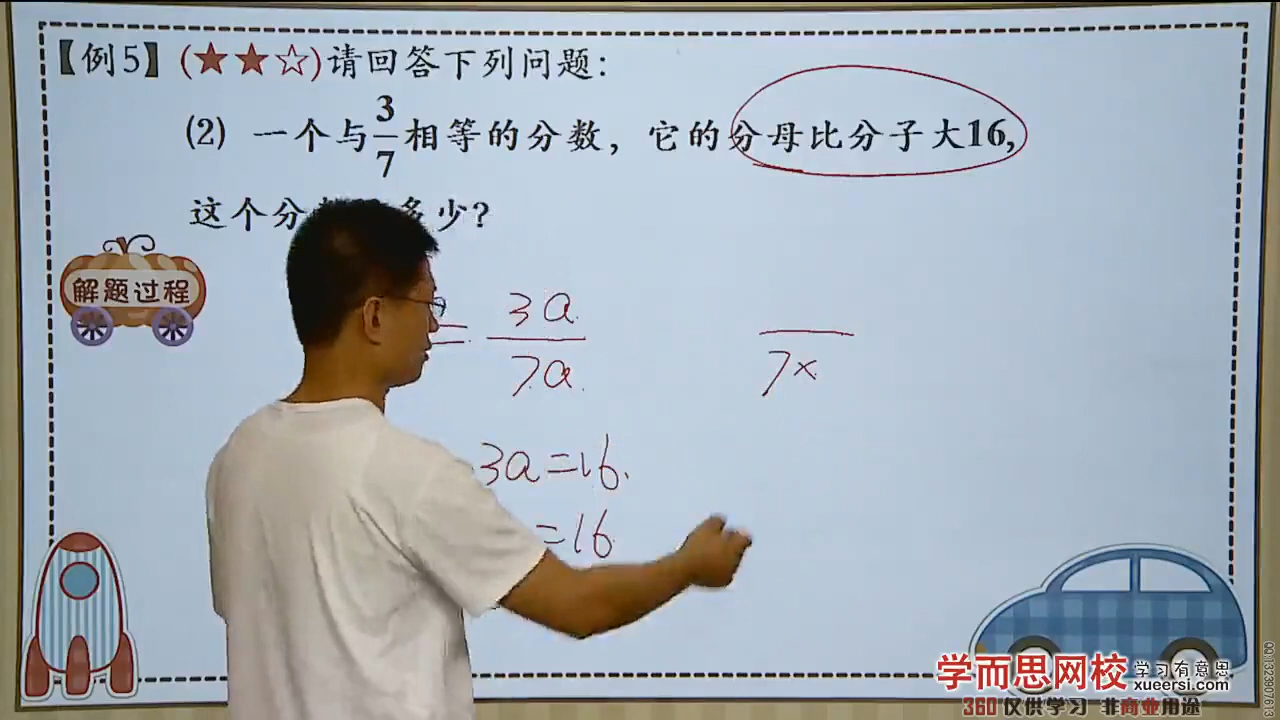 【例5】(★★☆)请回答下列问题:
(2) 一个与3/7相等的分数，它的分母比分子大16,
这个分 多少？
解题过程
= 3a/7a
7x
3a=16.
=16
学而思网校 学习有意思
xueersi.com
360 仅供学习 非商业用途